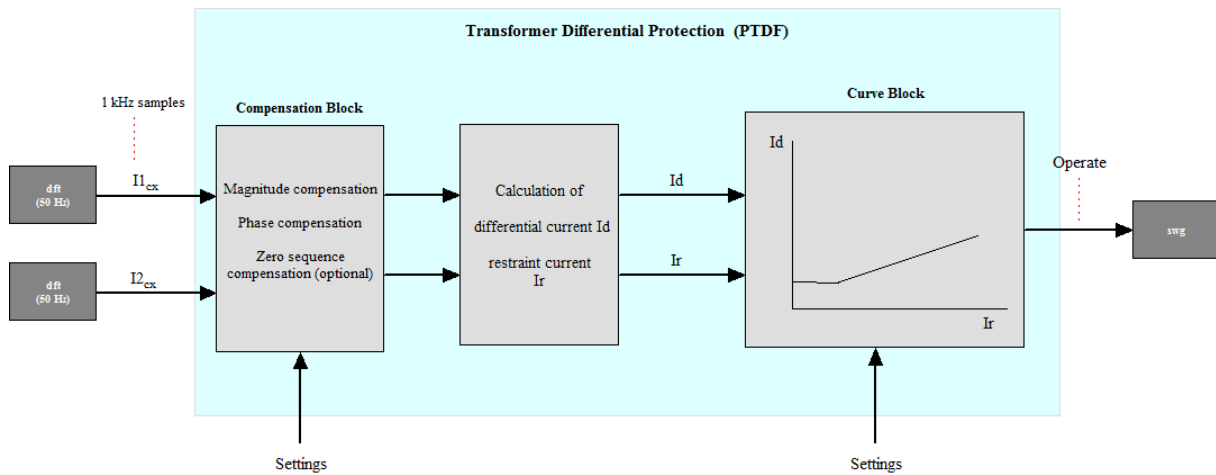 Transformer Differential Protection (PTDF)
1 kHz samples
Compensation Block
Curve Block
dft
(50 Hz)
I1cx
Magnitude compensation
Phase compensation
Zero sequence
compensation (optional)
Calculation of
differential current Id
restraint current
Ir
Id
Ir
Id
Ir
Operate
swg
dft
(50 Hz)
I2cx
Settings
Settings